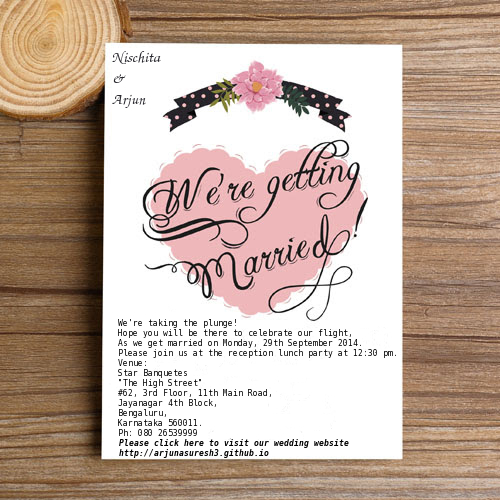 Nischita
&
Arjun
We're getting
Married!
We're taking the plunge!
Hope you will be there to celebrate our flight,
As we get married on Monday, 29th September 2014.
Please join us at the reception lunch party at 12:30 pm.
Venue:
Star Banquetes
"The High Street"
#62, 3rd Floor, 11th Main Road,
Jayanagar 4th Block,
Bengaluru,
Karnataka 560011.
Ph: 080 26539999
Please click here to visit our wedding website
http://arjunasuresh3.github.io